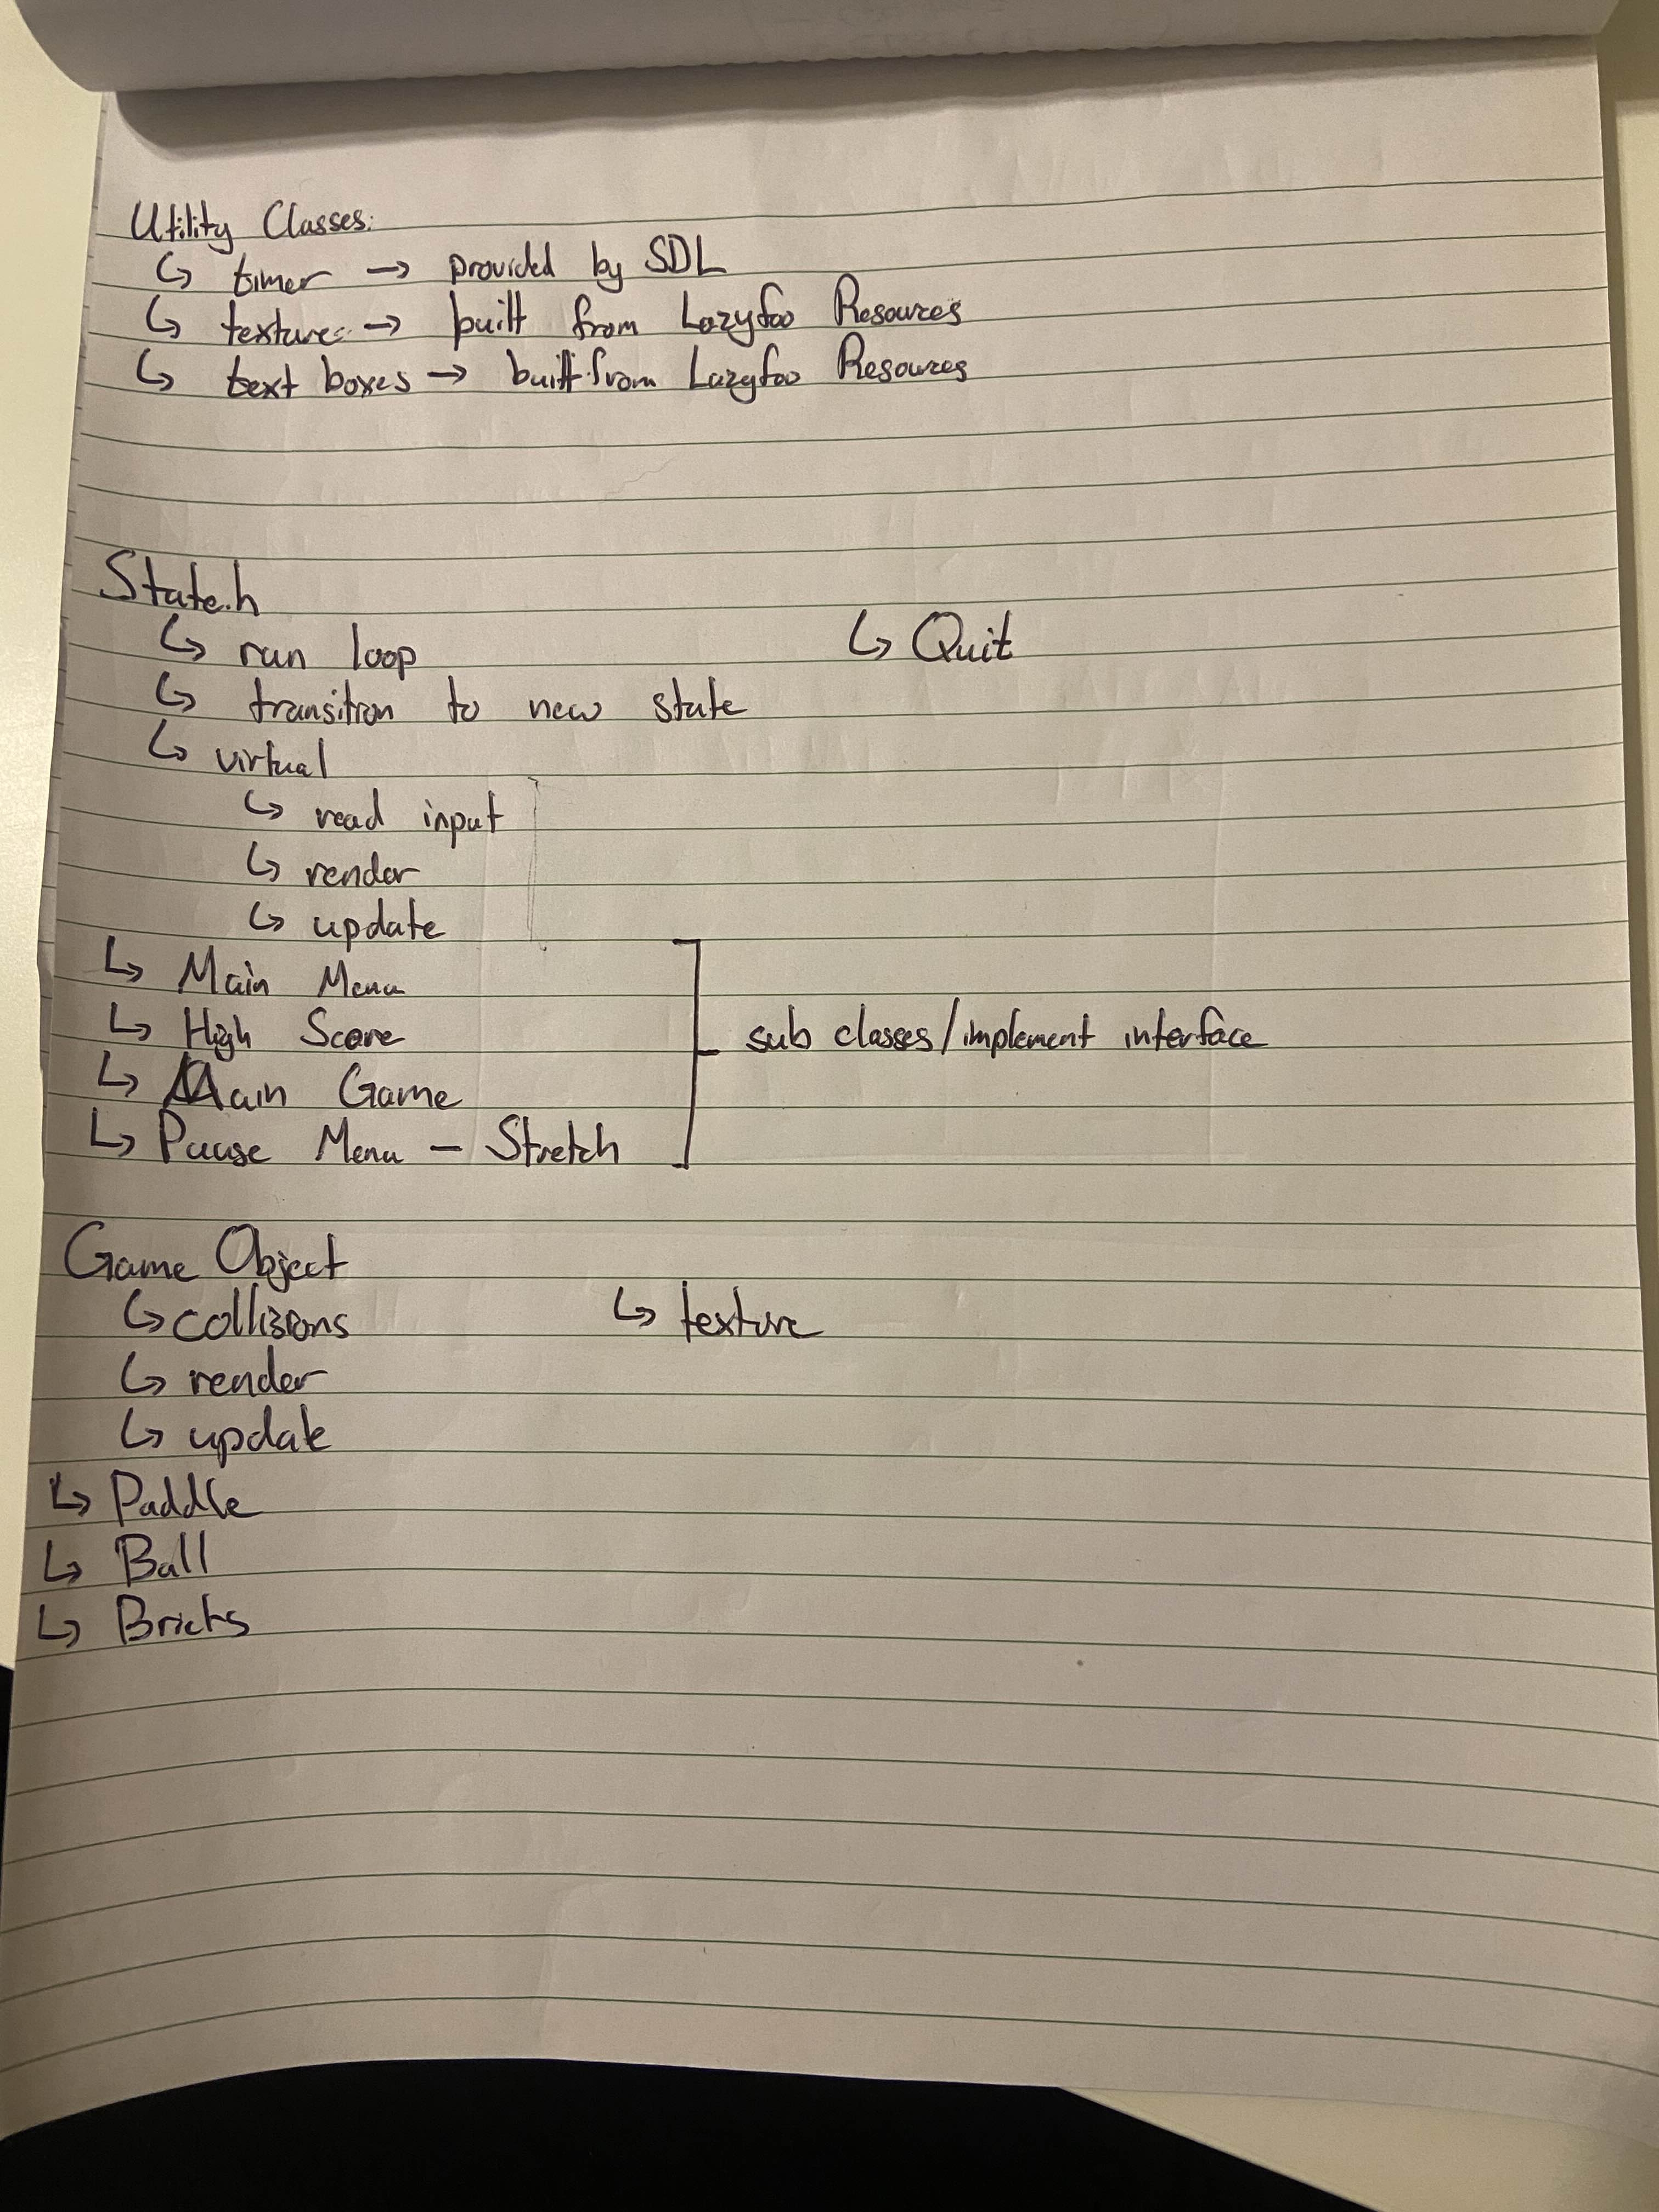 Utility Classes:
↳ timer → provided by SDL
↳ texture → built from Lazyfoo Resources
↳ text boxes → built from Lazyfoo Resources
State.h
↳ run loop ↳ Quit
↳ transition to new state
↳ virtual
↳ read input
↳ render
↳ update
↳ Main Menu
↳ High Score
sub classes/implement interface
↳ Main Game
↳ Pause Menu – Stretch
Game Object
↳ collisions ↳ texture
↳ render
↳ update
↳ Paddle
↳ Ball
↳ Bricks